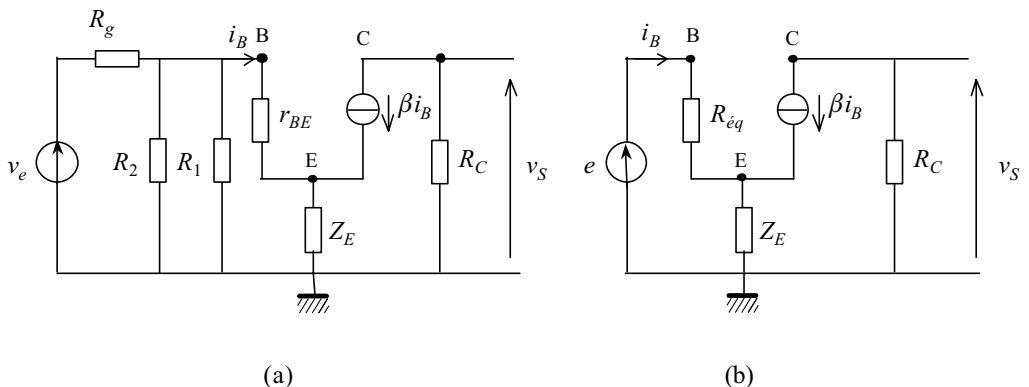 R_g
i_B
B
C
r_BE
βi_B
v_e
R_2
R_1
E
R_C
v_S
Z_E
(a)
i_B
B
C
R_éq
βi_B
e
E
R_C
v_S
Z_E
(b)